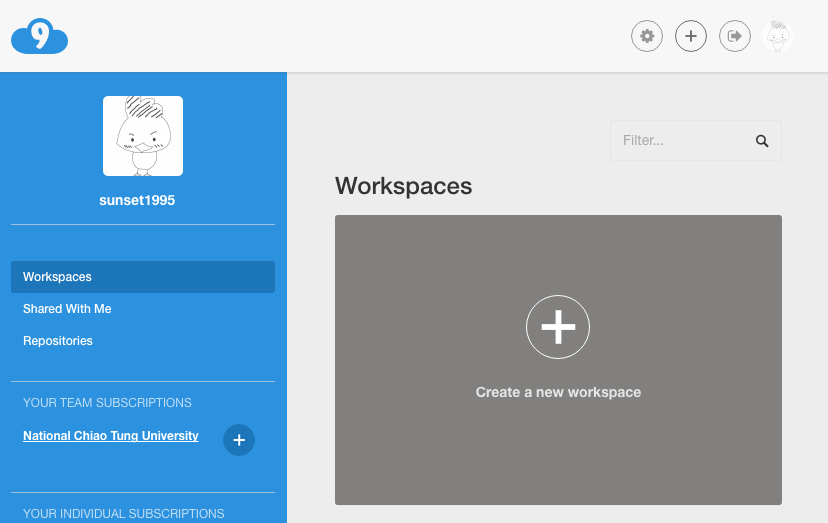 9
sunset1995
Workspaces
Shared With Me
Repositories
YOUR TEAM SUBSCRIPTIONS
National Chiao Tung University
YOUR INDIVIDUAL SUBSCRIPTIONS
Filter...
Workspaces
Create a new workspace